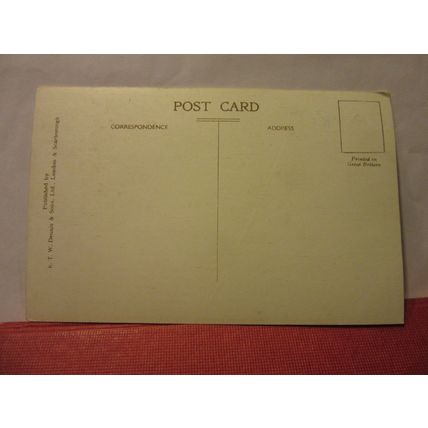 POST CARD
CORRESPONDENCE
ADDRESS
Printed in
Great Britain
Published by
E. T. W. Dennis & Sons, Ltd., London & Scarborough